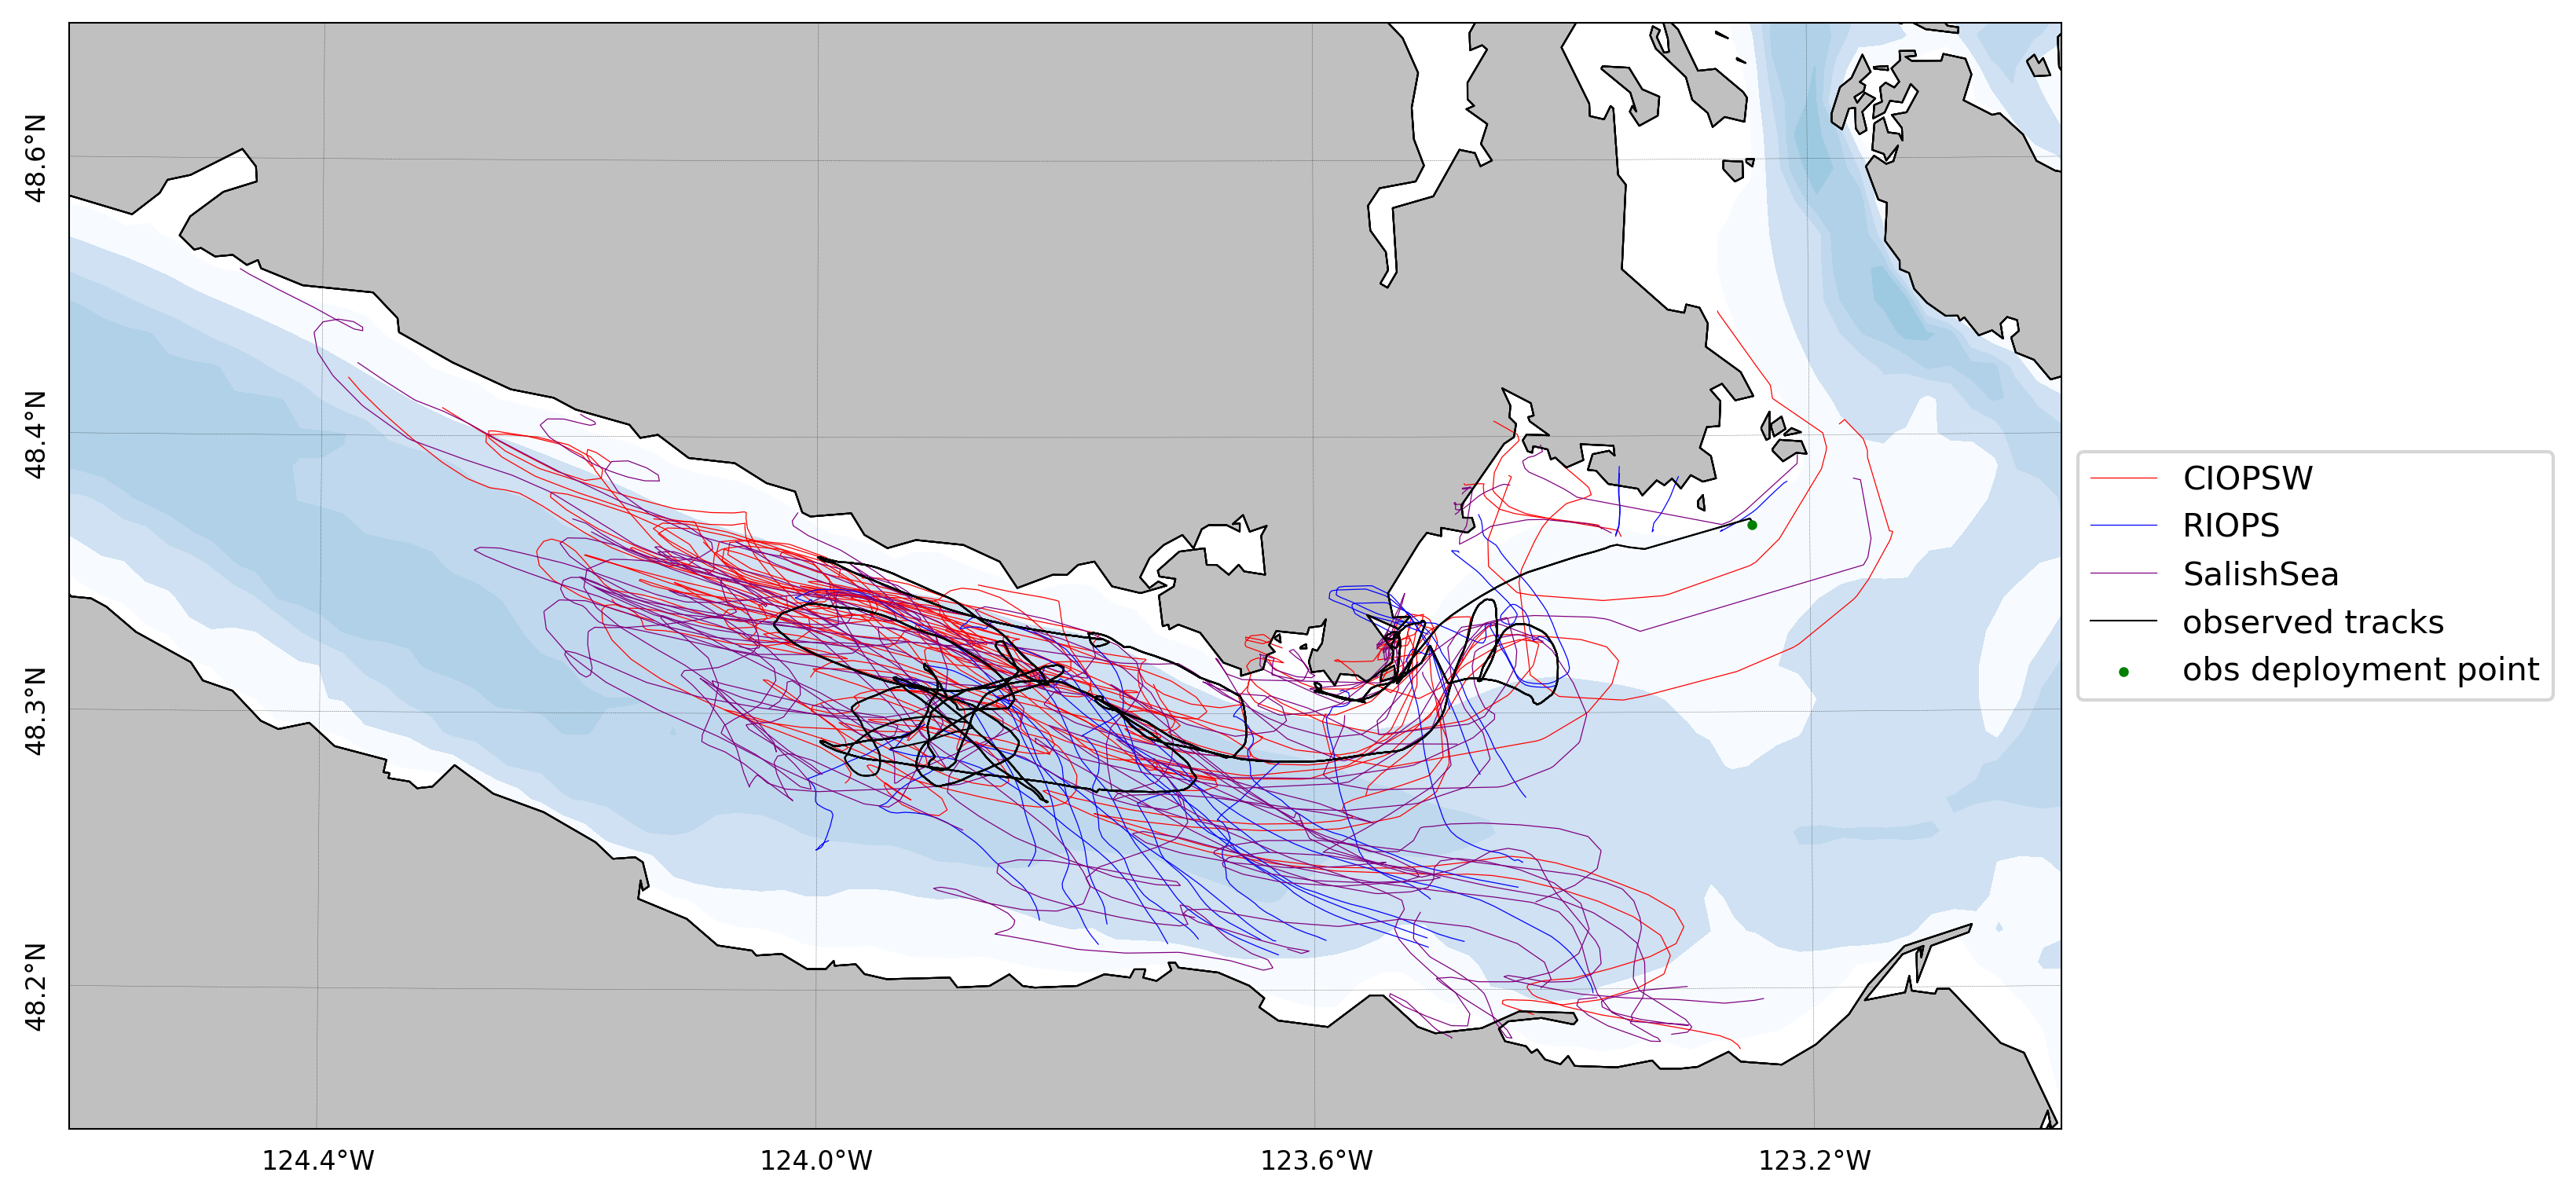 48.6°N
48.4°N
48.3°N
48.2°N
124.4°W
124.0°W
123.6°W
123.2°W
CIOPSW
RIOPS
SalishSea
observed tracks
obs deployment point